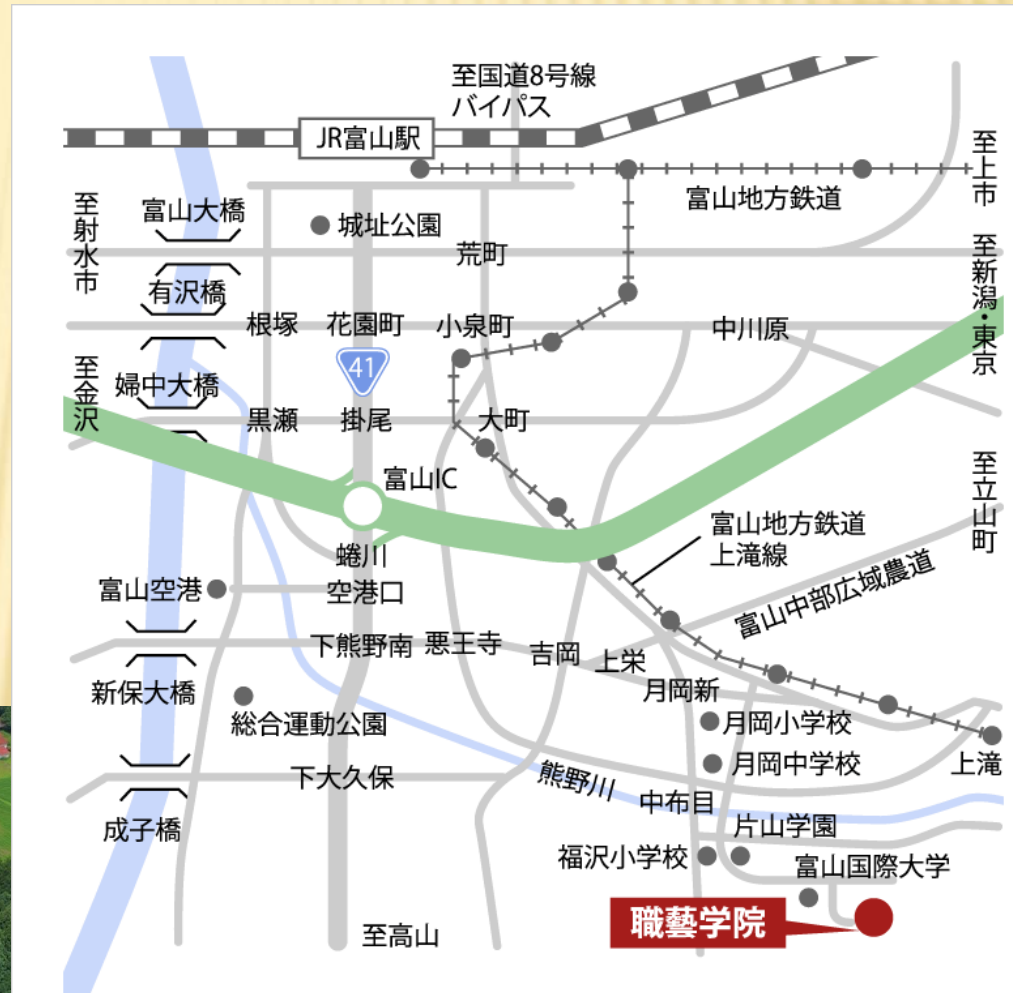 至国道8号線
バイパス
JR富山駅
至上市
富山地方鉄道
至射水市
富山大橋
城址公園
荒町
至新潟・東京
有沢橋
根塚
花園町
小泉町
中川原
41
至金沢
婦中大橋
黒瀬
掛尾
大町
富山IC
至立山町
富山地方鉄道
上滝線
蜷川
富山空港
空港口
富山中部広域農道
下熊野南
悪王寺
吉岡
上栄
新保大橋
月岡新
総合運動公園
月岡小学校
月岡中学校
上滝
下大久保
熊野川
中布目
成子橋
片山学園
福沢小学校
富山国際大学
職藝学院
至高山